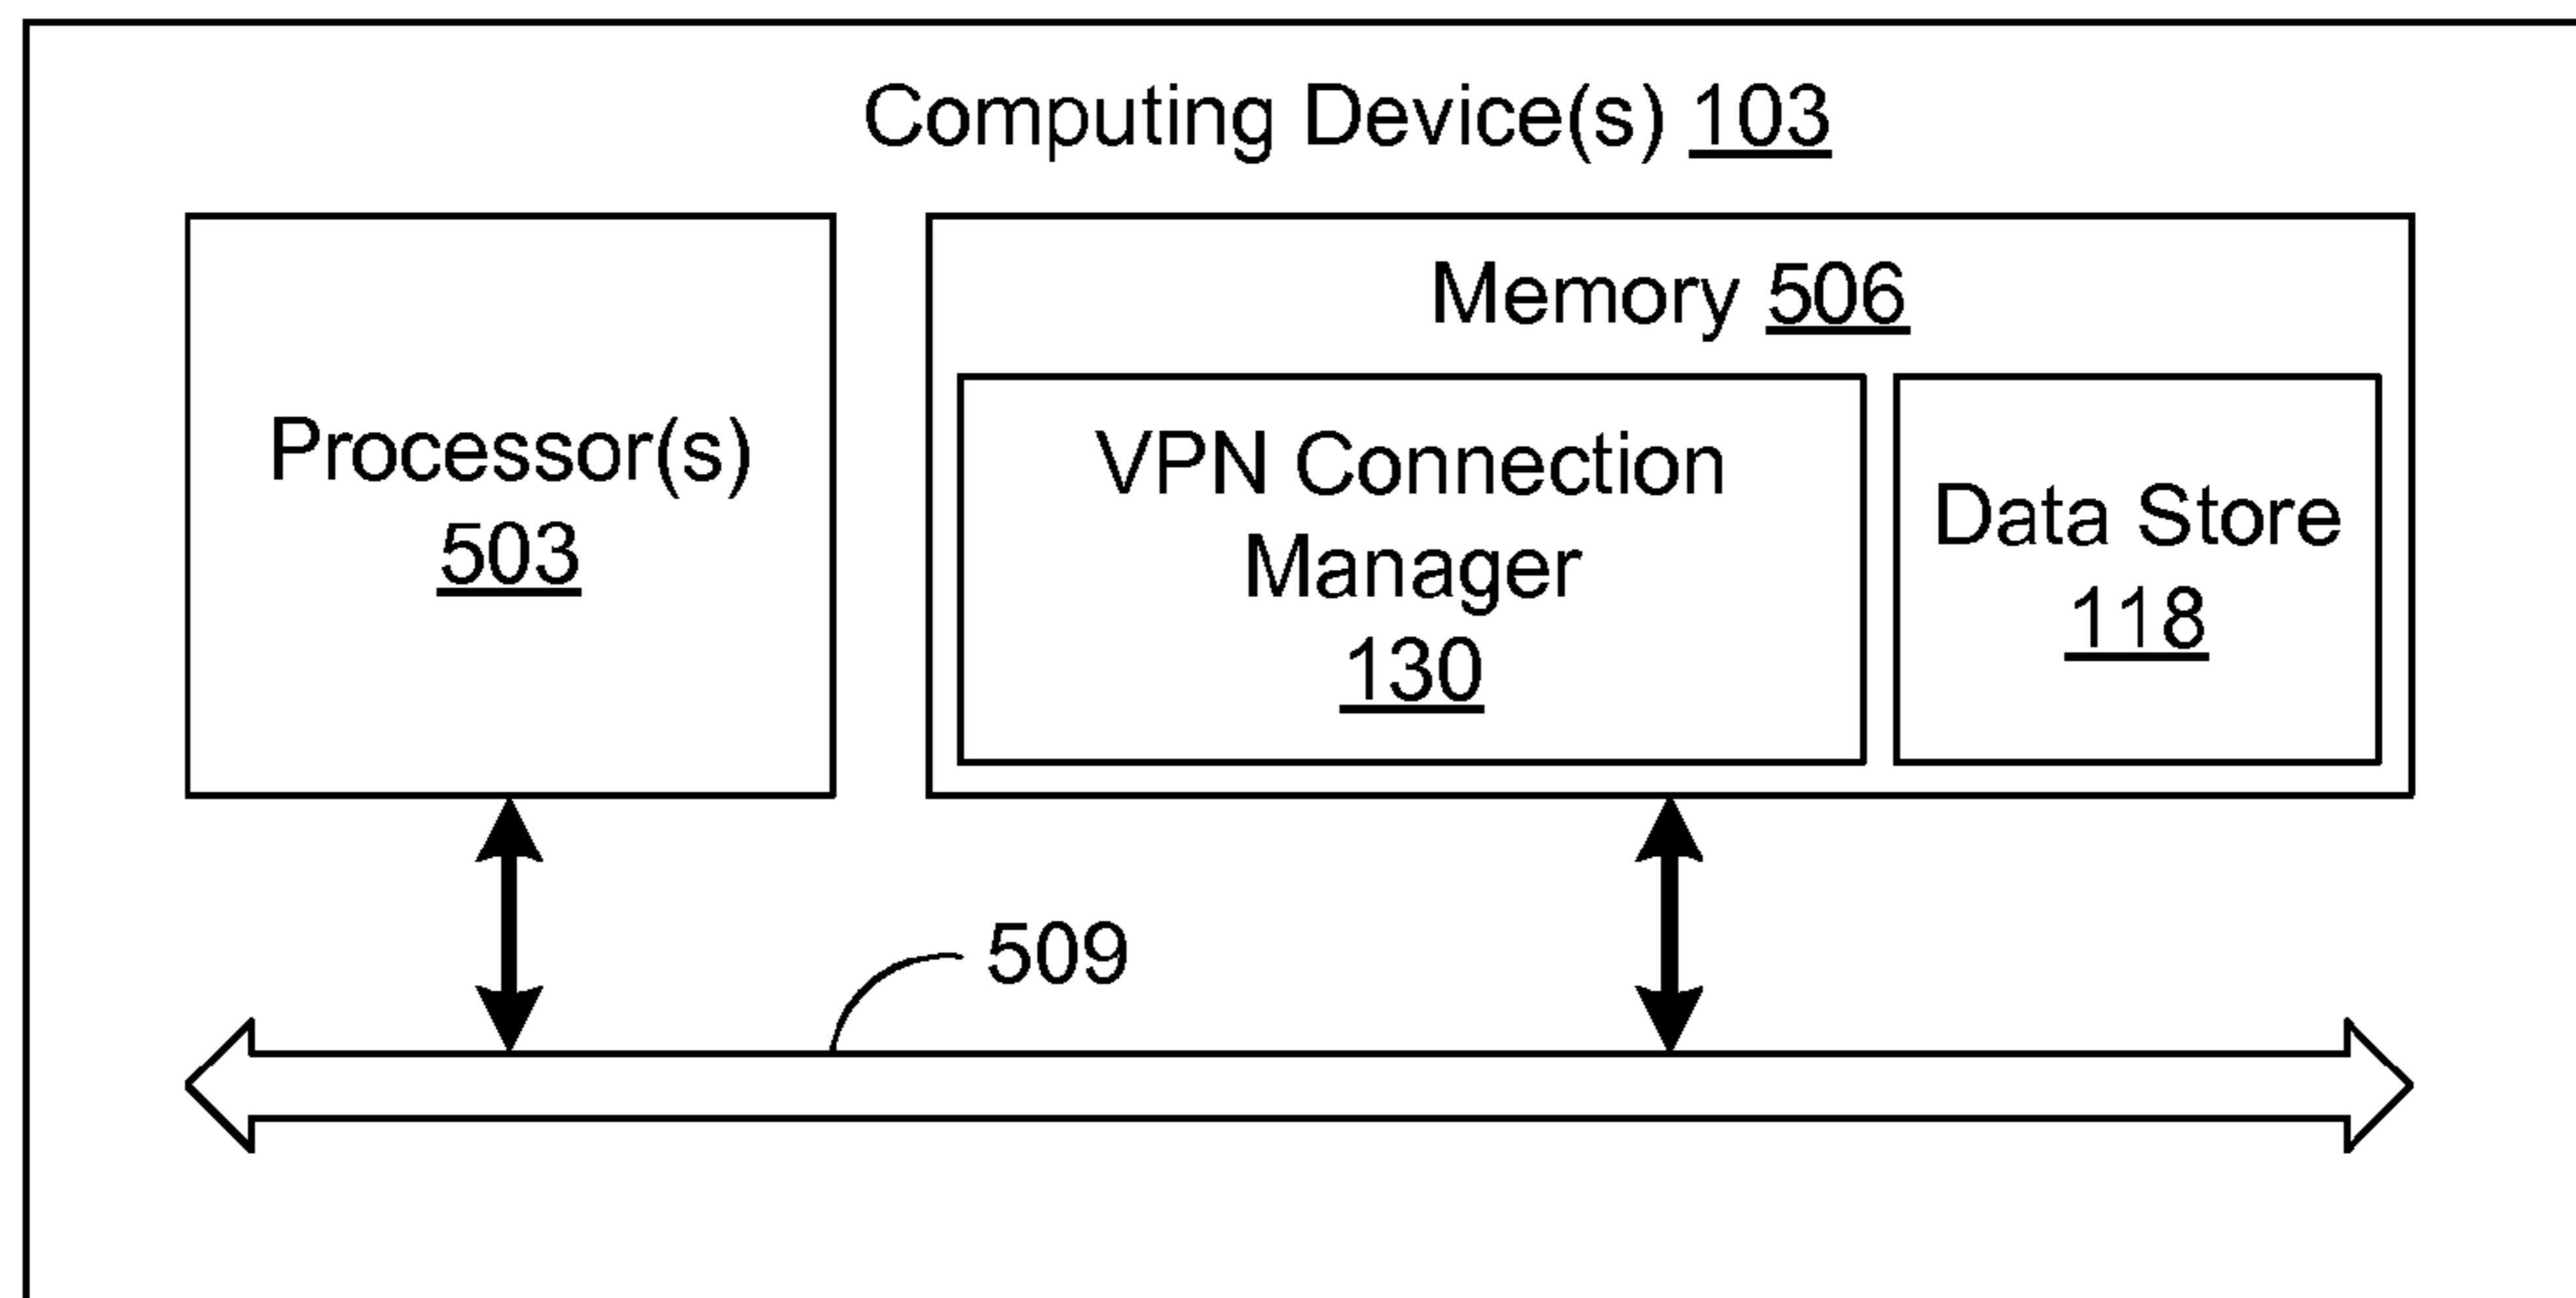 Computing Device(s) 103
Memory 506
Processor(s)
503
VPN Connection
Manager
130
Data Store
118
509